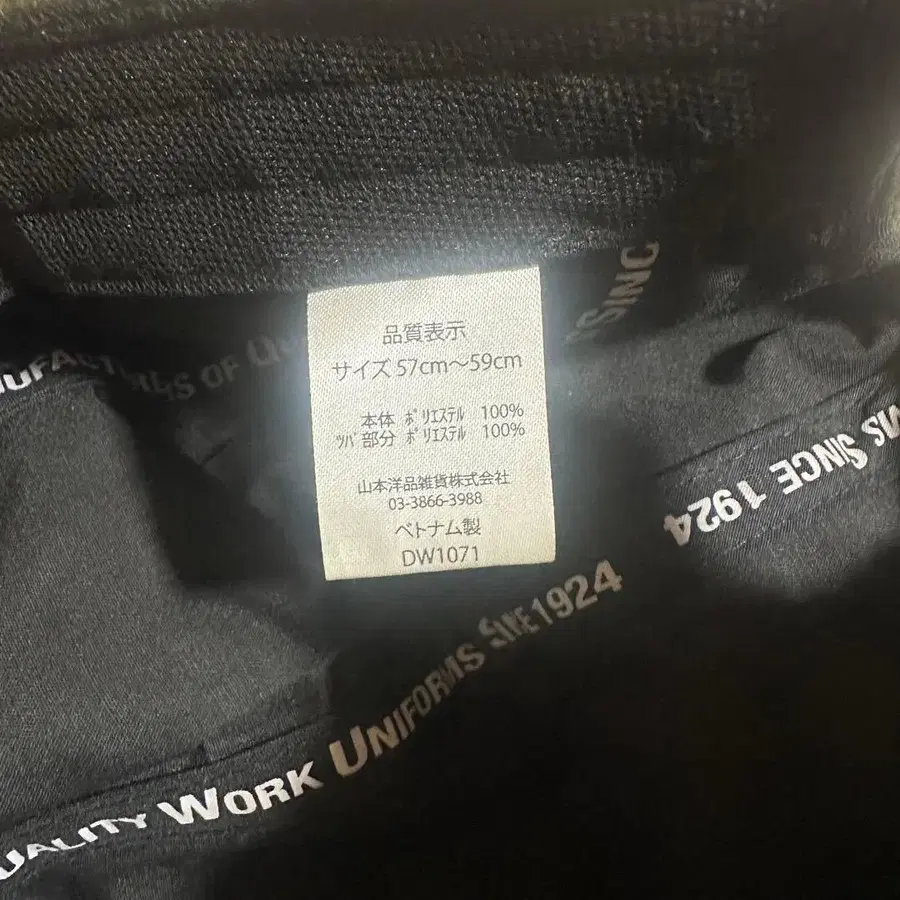 品質表示
サイズ 57cm～59cm
本体 ポリエステル 100%
ツバ部分 ポリエステル 100%
山本洋品雑貨株式会社
03-3866-3988
ベトナム製
DW1071
OF
SINCE 1924
WORK UNIFORMS SINCE 1924